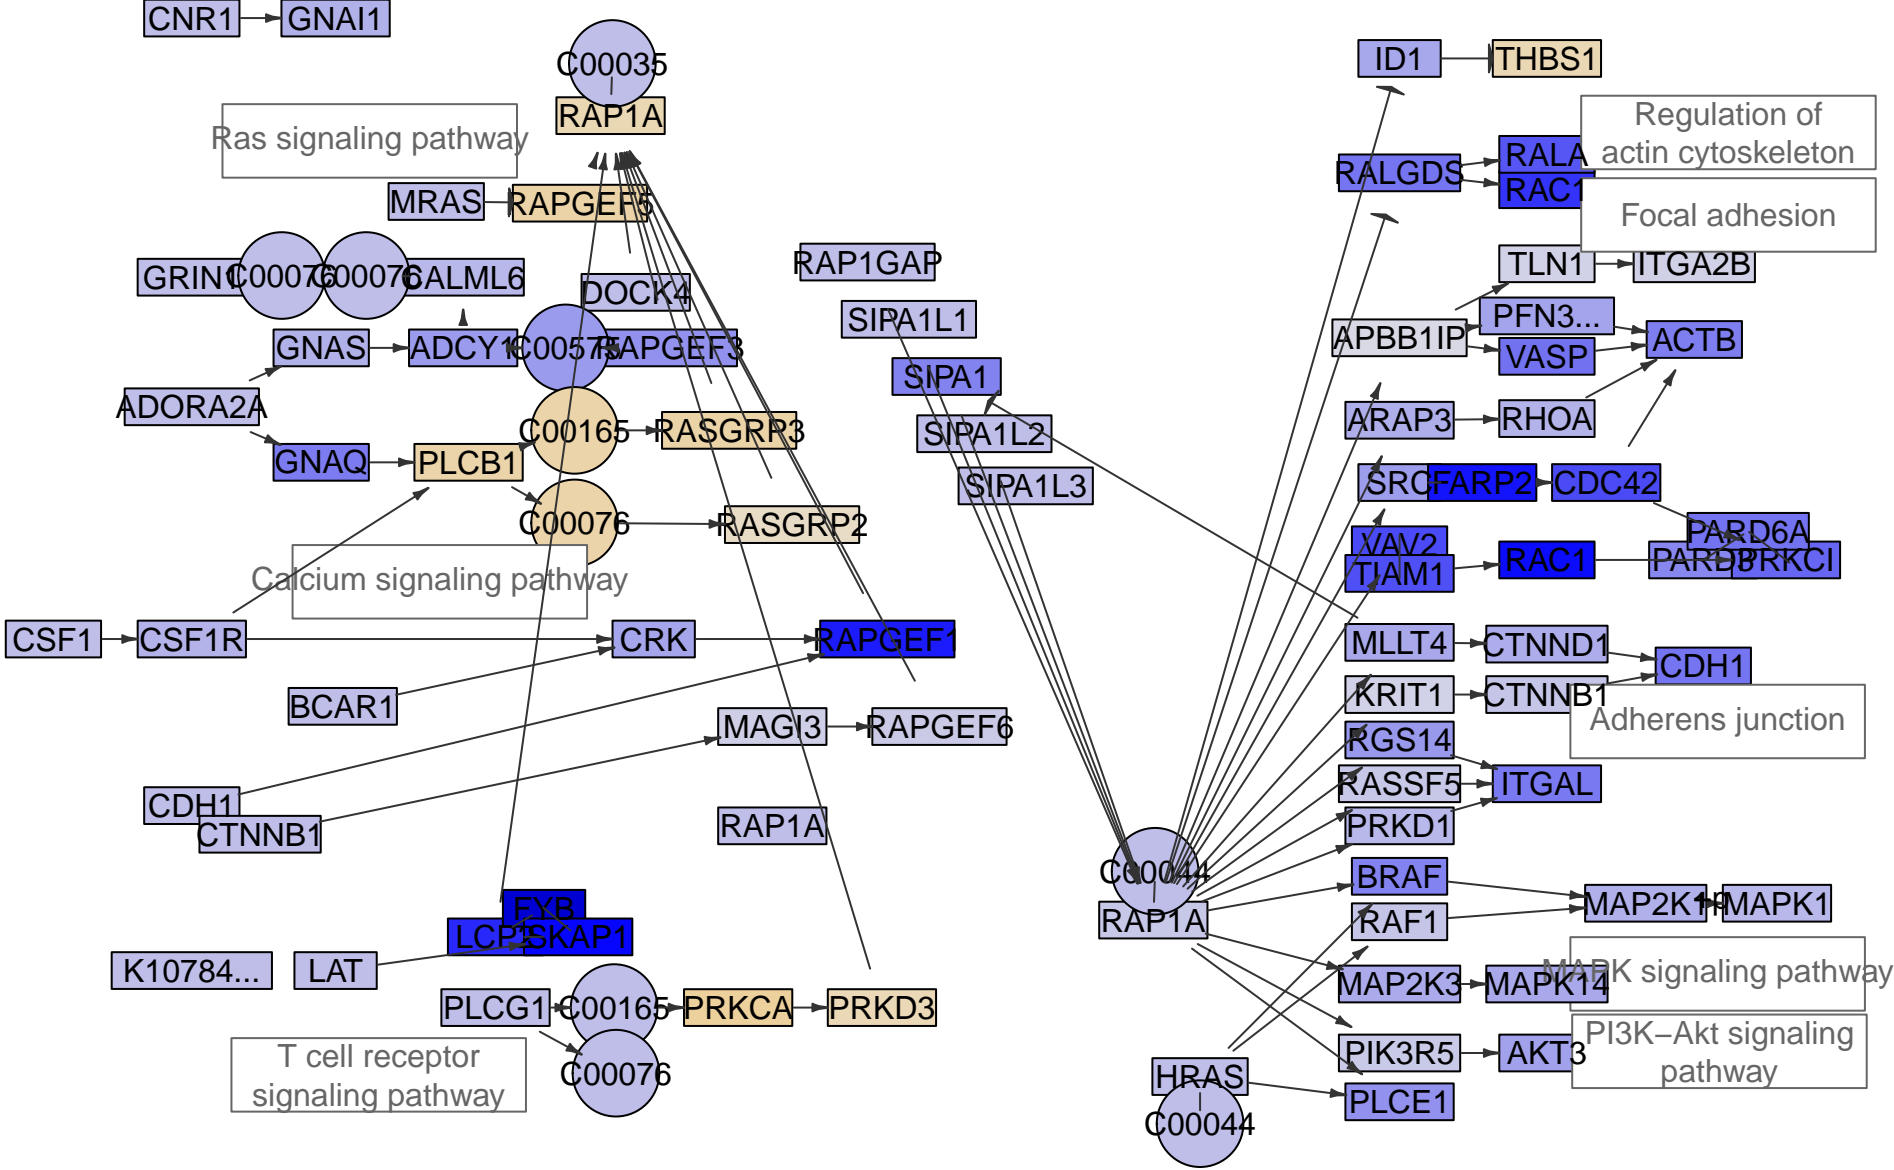 CNR1
GNAI1
C00035
RAP1A
Ras signaling pathway
MRAS
RAPGEF5
GRIN1
C00076
C00076
CALML6
DOCK4
GNAS
ADCY1
C00575
RAPGEF3
ADORA2A
C00165
RASGRP3
GNAQ
PLCB1
C00076
RASGRP2
Calcium signaling pathway
CSF1
CSF1R
CRK
RAPGEF1
BCAR1
MAGI3
RAPGEF6
CDH1
CTNNB1
RAP1A
FYB
SKAP1
K10784...
LAT
PLCG1
C00165
PRKCA
PRKD3
C00076
T cell receptor
signaling pathway
RAP1GAP
SIPA1L1
SIPA1
SIPA1L2
SIPA1L3
C00044
RAP1A
HRAS
C00044
ID1
THBS1
Regulation of
actin cytoskeleton
RALGDS
RALA
RAC1
Focal adhesion
TLN1
ITGA2B
PFN3...
APBB1IP
VASP
ACTB
ARAP3
RHOA
SRC
FARP2
CDC42
VAV2
TIAM1
RAC1
PARD6A
PARD3
PRKCI
MLLT4
CTNND1
CDH1
KRIT1
CTNNB1
Adherens junction
RGS14
RASSF5
ITGAL
PRKD1
BRAF
MAP2K1
+p
MAPK1
RAF1
MAPK signaling pathway
MAP2K3
MAPK14
PI3K−Akt signaling
pathway
PIK3R5
AKT3
PLCE1